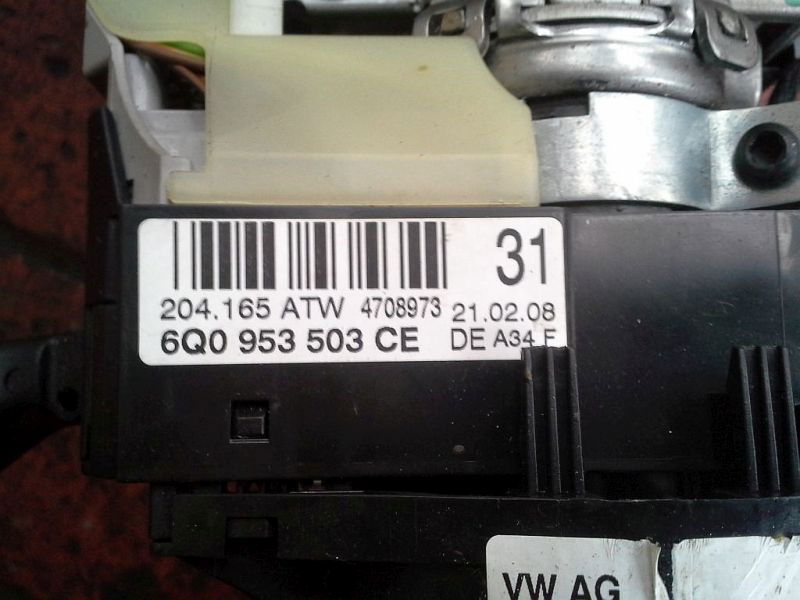 31
204.165 ATW 4708973 21.02.08
6Q0 953 503 CE DE A34 F
VW AG